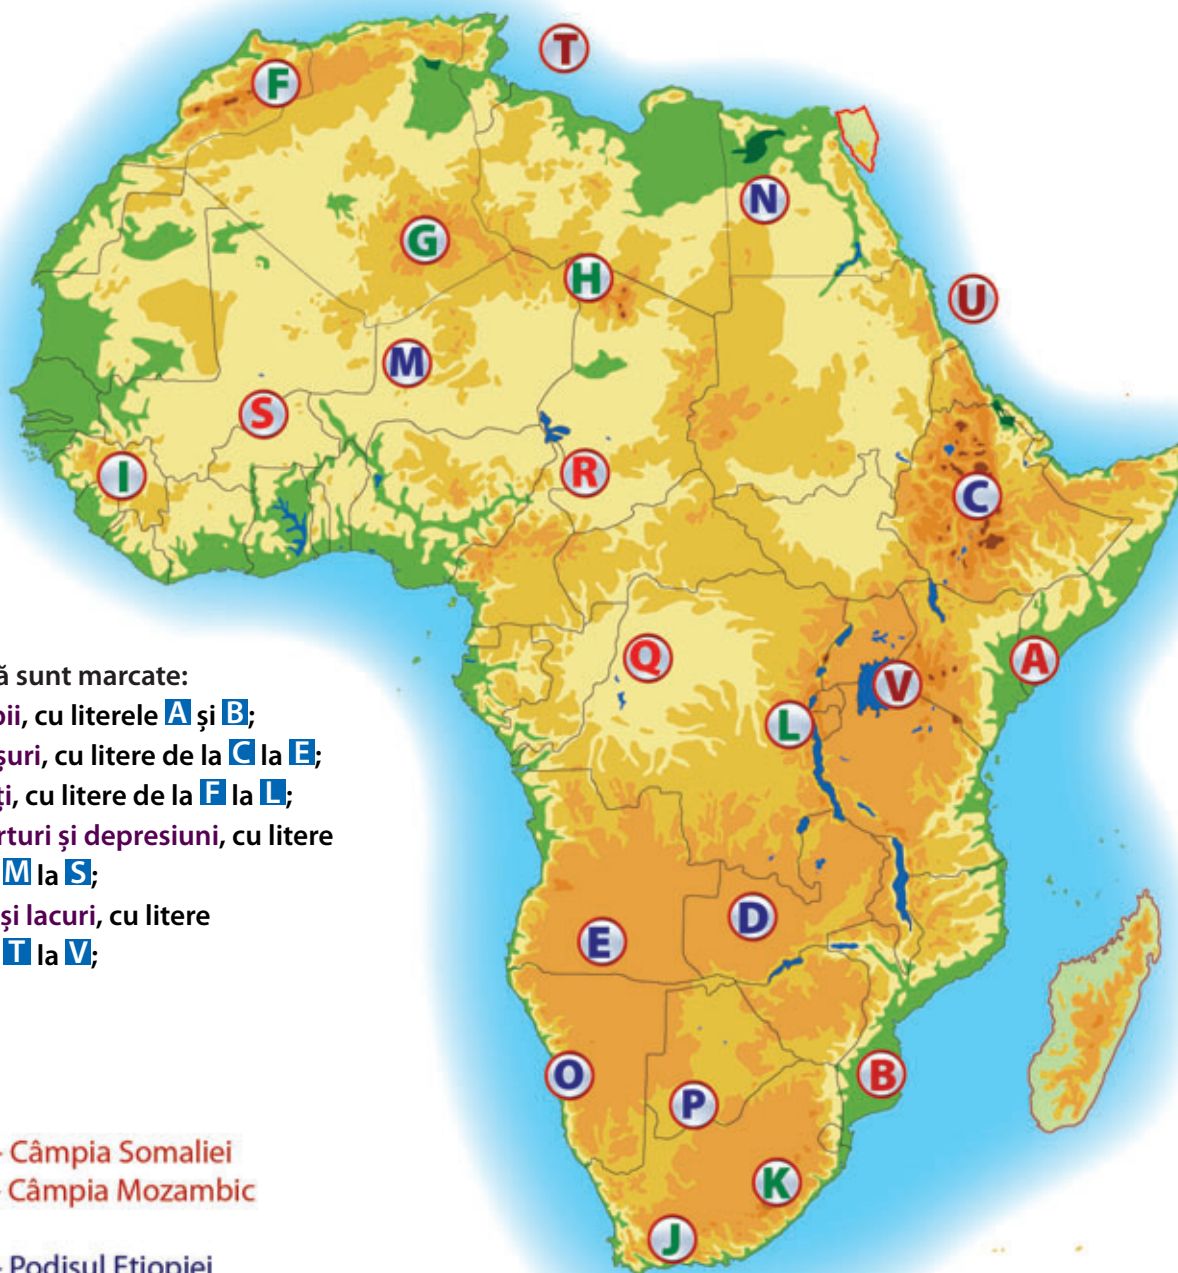 T
F
N
G
H
U
M
S
R
I
C
Q
A
V
L
ă sunt marcate:
pii, cu literele A și B;
șuri, cu litere de la C la E;
ți, cu litere de la F la L;
rturi și depresiuni, cu litere
M la S;
și lacuri, cu litere
T la V;
D
E
O
B
P
K
J
- Câmpia Somaliei
- Câmpia Mozambic
- Podișul Etiopiei